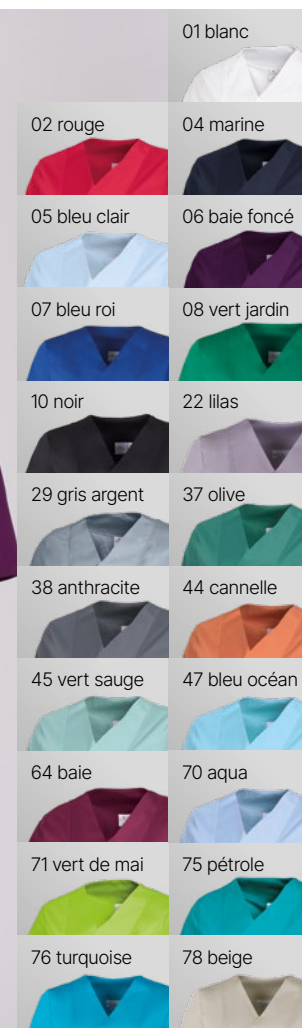 01 blanc
02 rouge
04 marine
05 bleu clair
06 baie foncé
07 bleu roi
08 vert jardin
10 noir
22 lilas
29 gris argent
37 olive
38 anthracite
44 cannelle
45 vert sauge
47 bleu océan
64 baie
70 aqua
71 vert de mai
75 pétrole
76 turquoise
78 beige